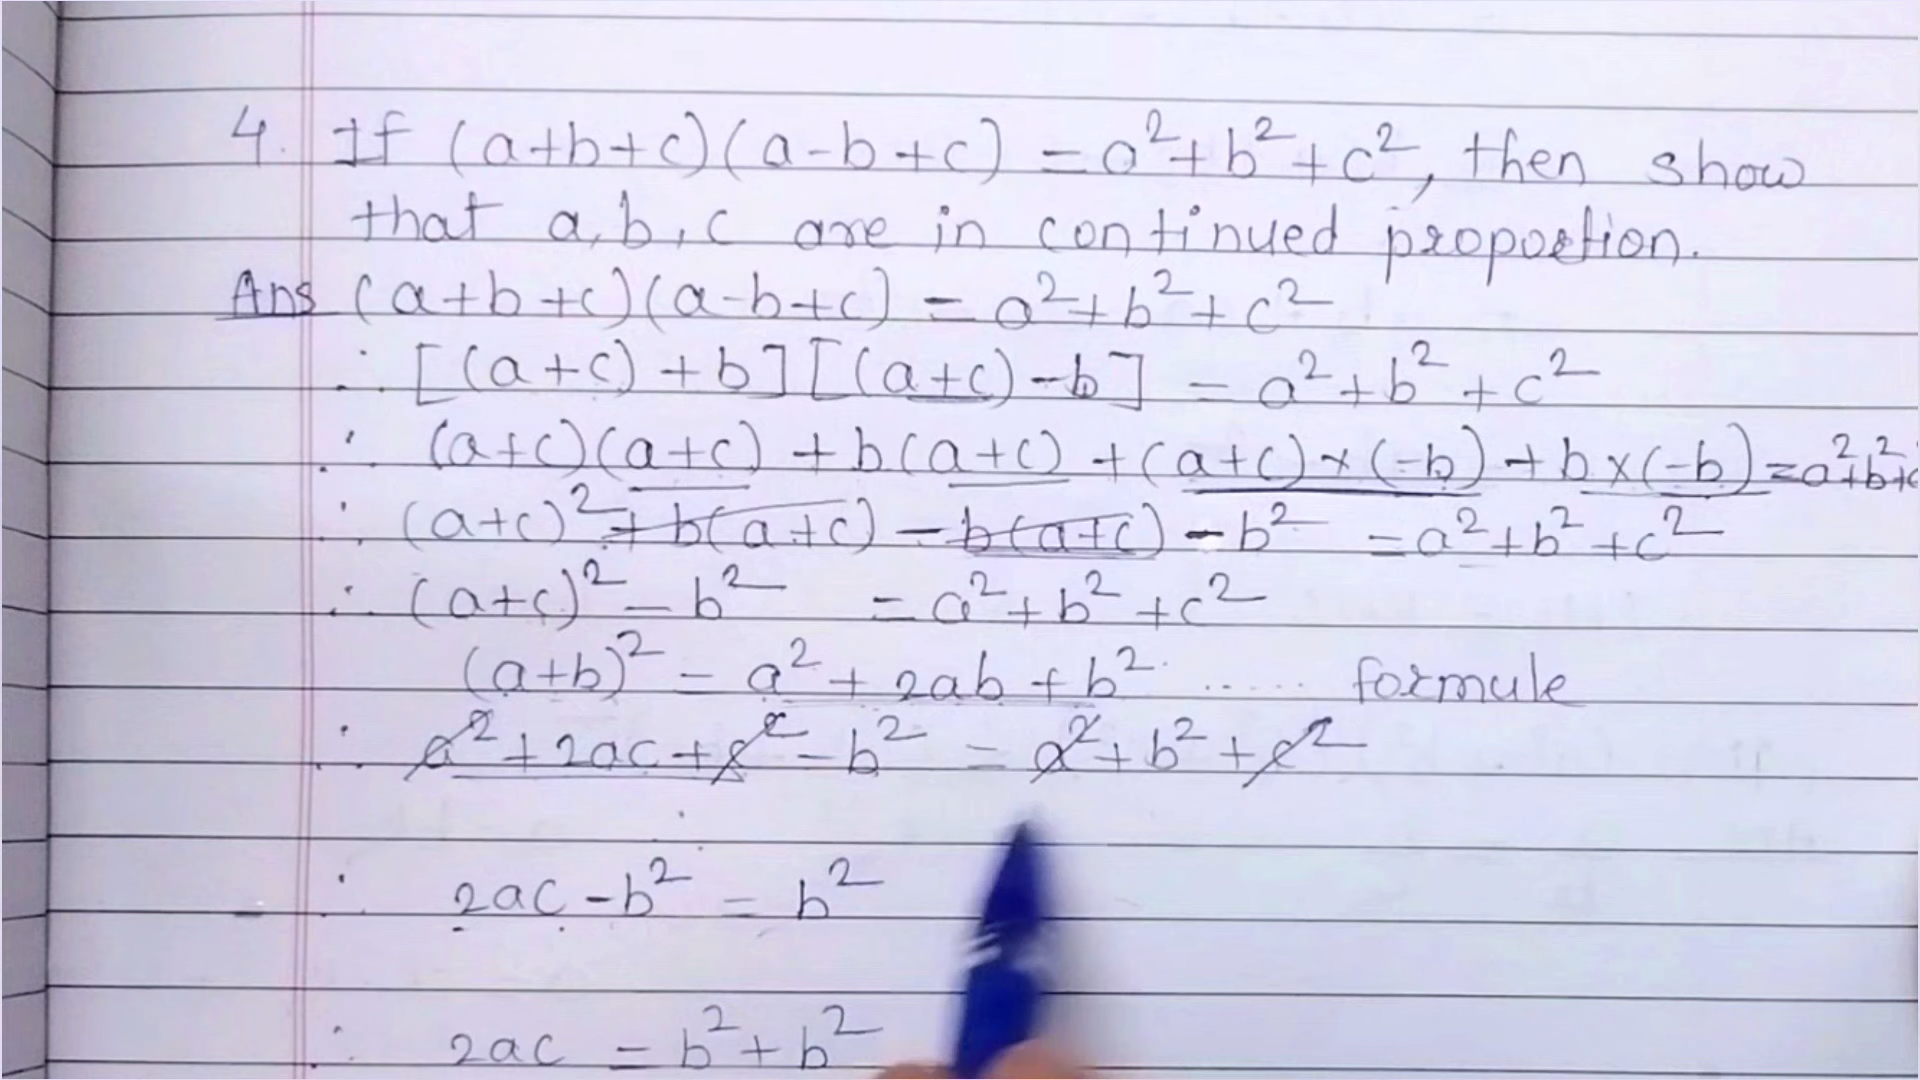 4. If (a+b+c)(a-b+c) = a²+b²+c², then show
that a, b, c are in continued proportion.
Ans (a+b+c)(a-b+c) = a²+b²+c²
∴ [(a+c)+b][(a+c)-b] = a²+b²+c²
∴ (a+c)(a+c) + b(a+c) + (a+c)×(-b) + b×(-b) = a²+b²+c
∴ (a+c)² + b(a+c) - b(a+c) - b² = a²+b²+c²
∴ (a+c)² - b² = a²+b²+c²
(a+b)² = a²+2ab+b² ...... formule
∴ a²+2ac+c²-b² = a²+b²+c²
∴ 2ac-b² = b²
∴ 2ac = b²+b²